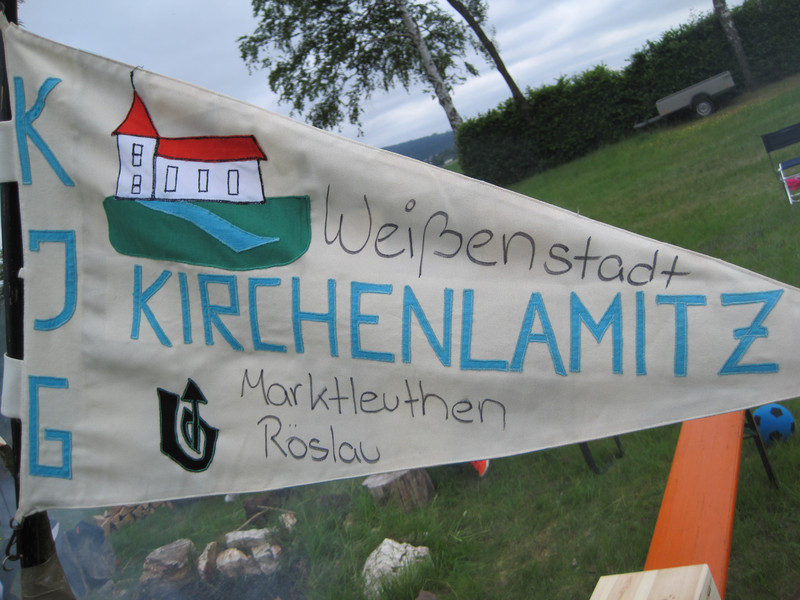 KJG
Weißenstadt
KIRCHENLAMITZ
Marktleuthen
Röslau